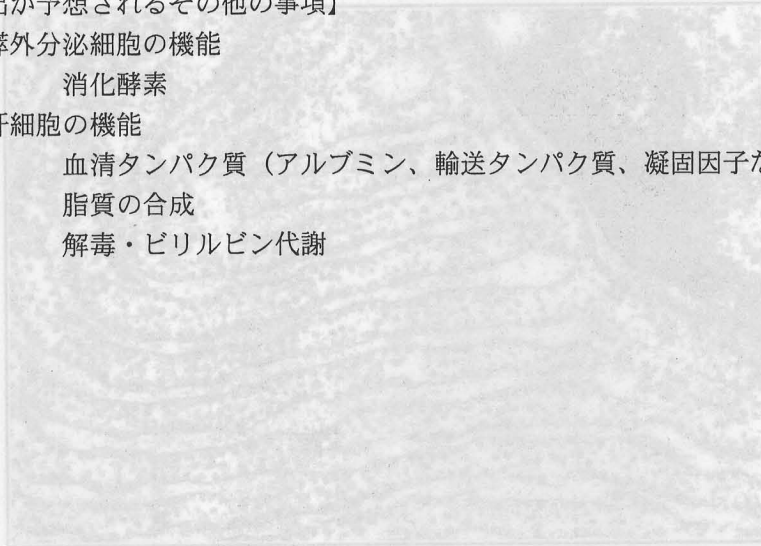 が予想されるその他の事項】
外分泌細胞の機能
消化酵素
細胞の機能
血清タンパク質（アルブミン、輸送タンパク質、凝固因子
脂質の合成
解毒・ビリルビン代謝